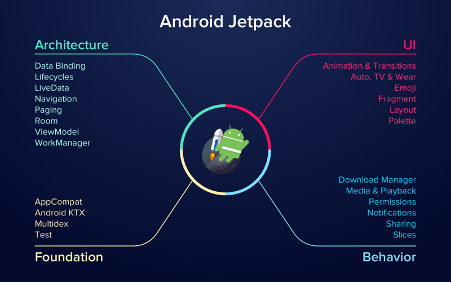 Android Jetpack
Architecture
Data Binding
Lifecycles
LiveData
Navigation
Paging
Room
ViewModel
WorkManager
UI
Animation & Transitions
Auto, TV & Wear
Emoji
Fragment
Layout
Palette
AppCompat
Android KTX
Multidex
Test
Foundation
Download Manager
Media & Playback
Permissions
Notifications
Sharing
Slices
Behavior